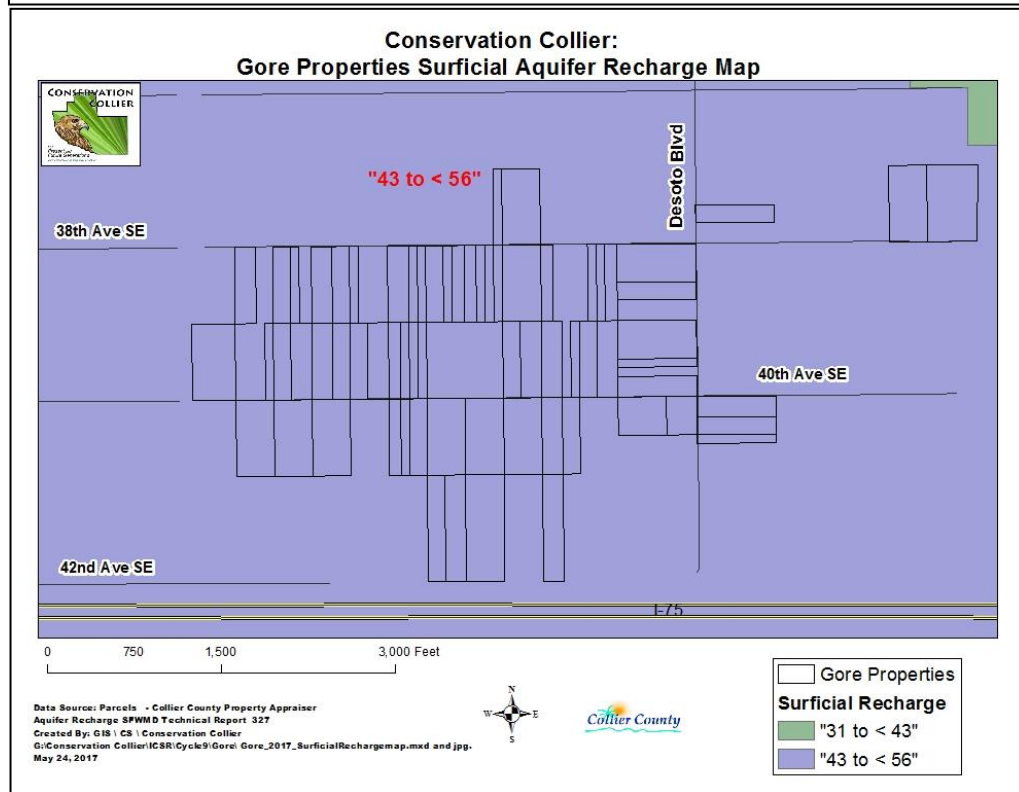 Conservation Collier:
Gore Properties Surficial Aquifer Recharge Map
CONSERVATION
COLLIER
Desoto Blvd
"43 to < 56"
38th Ave SE
40th Ave SE
42nd Ave SE
I-75
0 750 1,500 3,000 Feet
Gore Properties
Surficial Recharge
"31 to < 43"
"43 to < 56"
Data Source: Parcels - Collier County Property Appraiser
Aquifer Recharge SFWMD Technical Report 327
Created By: GIS \ CS \ Conservation Collier
G:\Conservation Collier\ICSR\Cycle9\Gore\ Gore_2017_SurficialRechargemap.mxd and jpg.
May 24, 2017
N
W E
S
Collier County